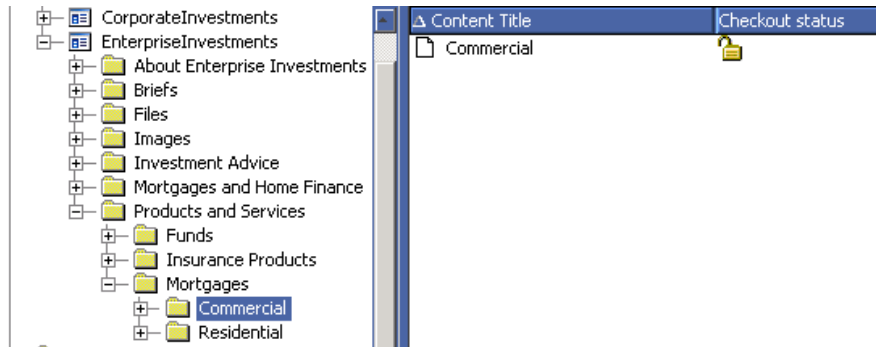 CorporateInvestments
EnterpriseInvestments
About Enterprise Investments
Briefs
Files
Images
Investment Advice
Mortgages and Home Finance
Products and Services
Funds
Insurance Products
Mortgages
Commercial
Residential
Content Title Checkout status
Commercial